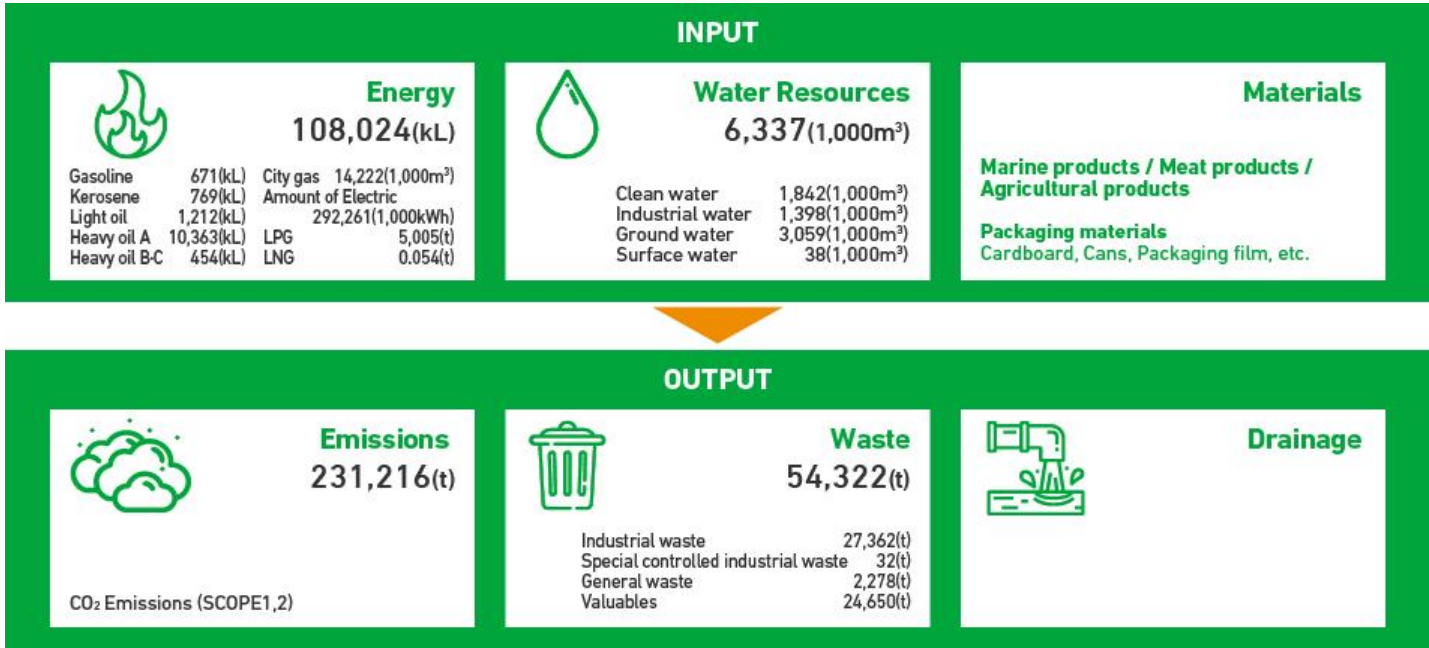 INPUT
Energy
108,024(kL)
Gasoline 671(kL)
Kerosene 769(kL)
Light oil 1,212(kL)
Heavy oil A 10,363(kL)
Heavy oil B·C 454(kL)
City gas 14,222(1,000m³)
Amount of Electric
292,261(1,000kWh)
LPG 5,005(t)
LNG 0.054(t)
Water Resources
6,337(1,000m³)
Clean water 1,842(1,000m³)
Industrial water 1,398(1,000m³)
Ground water 3,059(1,000m³)
Surface water 38(1,000m³)
Materials
Marine products / Meat products /
Agricultural products
Packaging materials
Cardboard, Cans, Packaging film, etc.
OUTPUT
Emissions
231,216(t)
CO₂ Emissions (SCOPE1,2)
Waste
54,322(t)
Industrial waste 27,362(t)
Special controlled industrial waste 32(t)
General waste 2,278(t)
Valuables 24,650(t)
Drainage